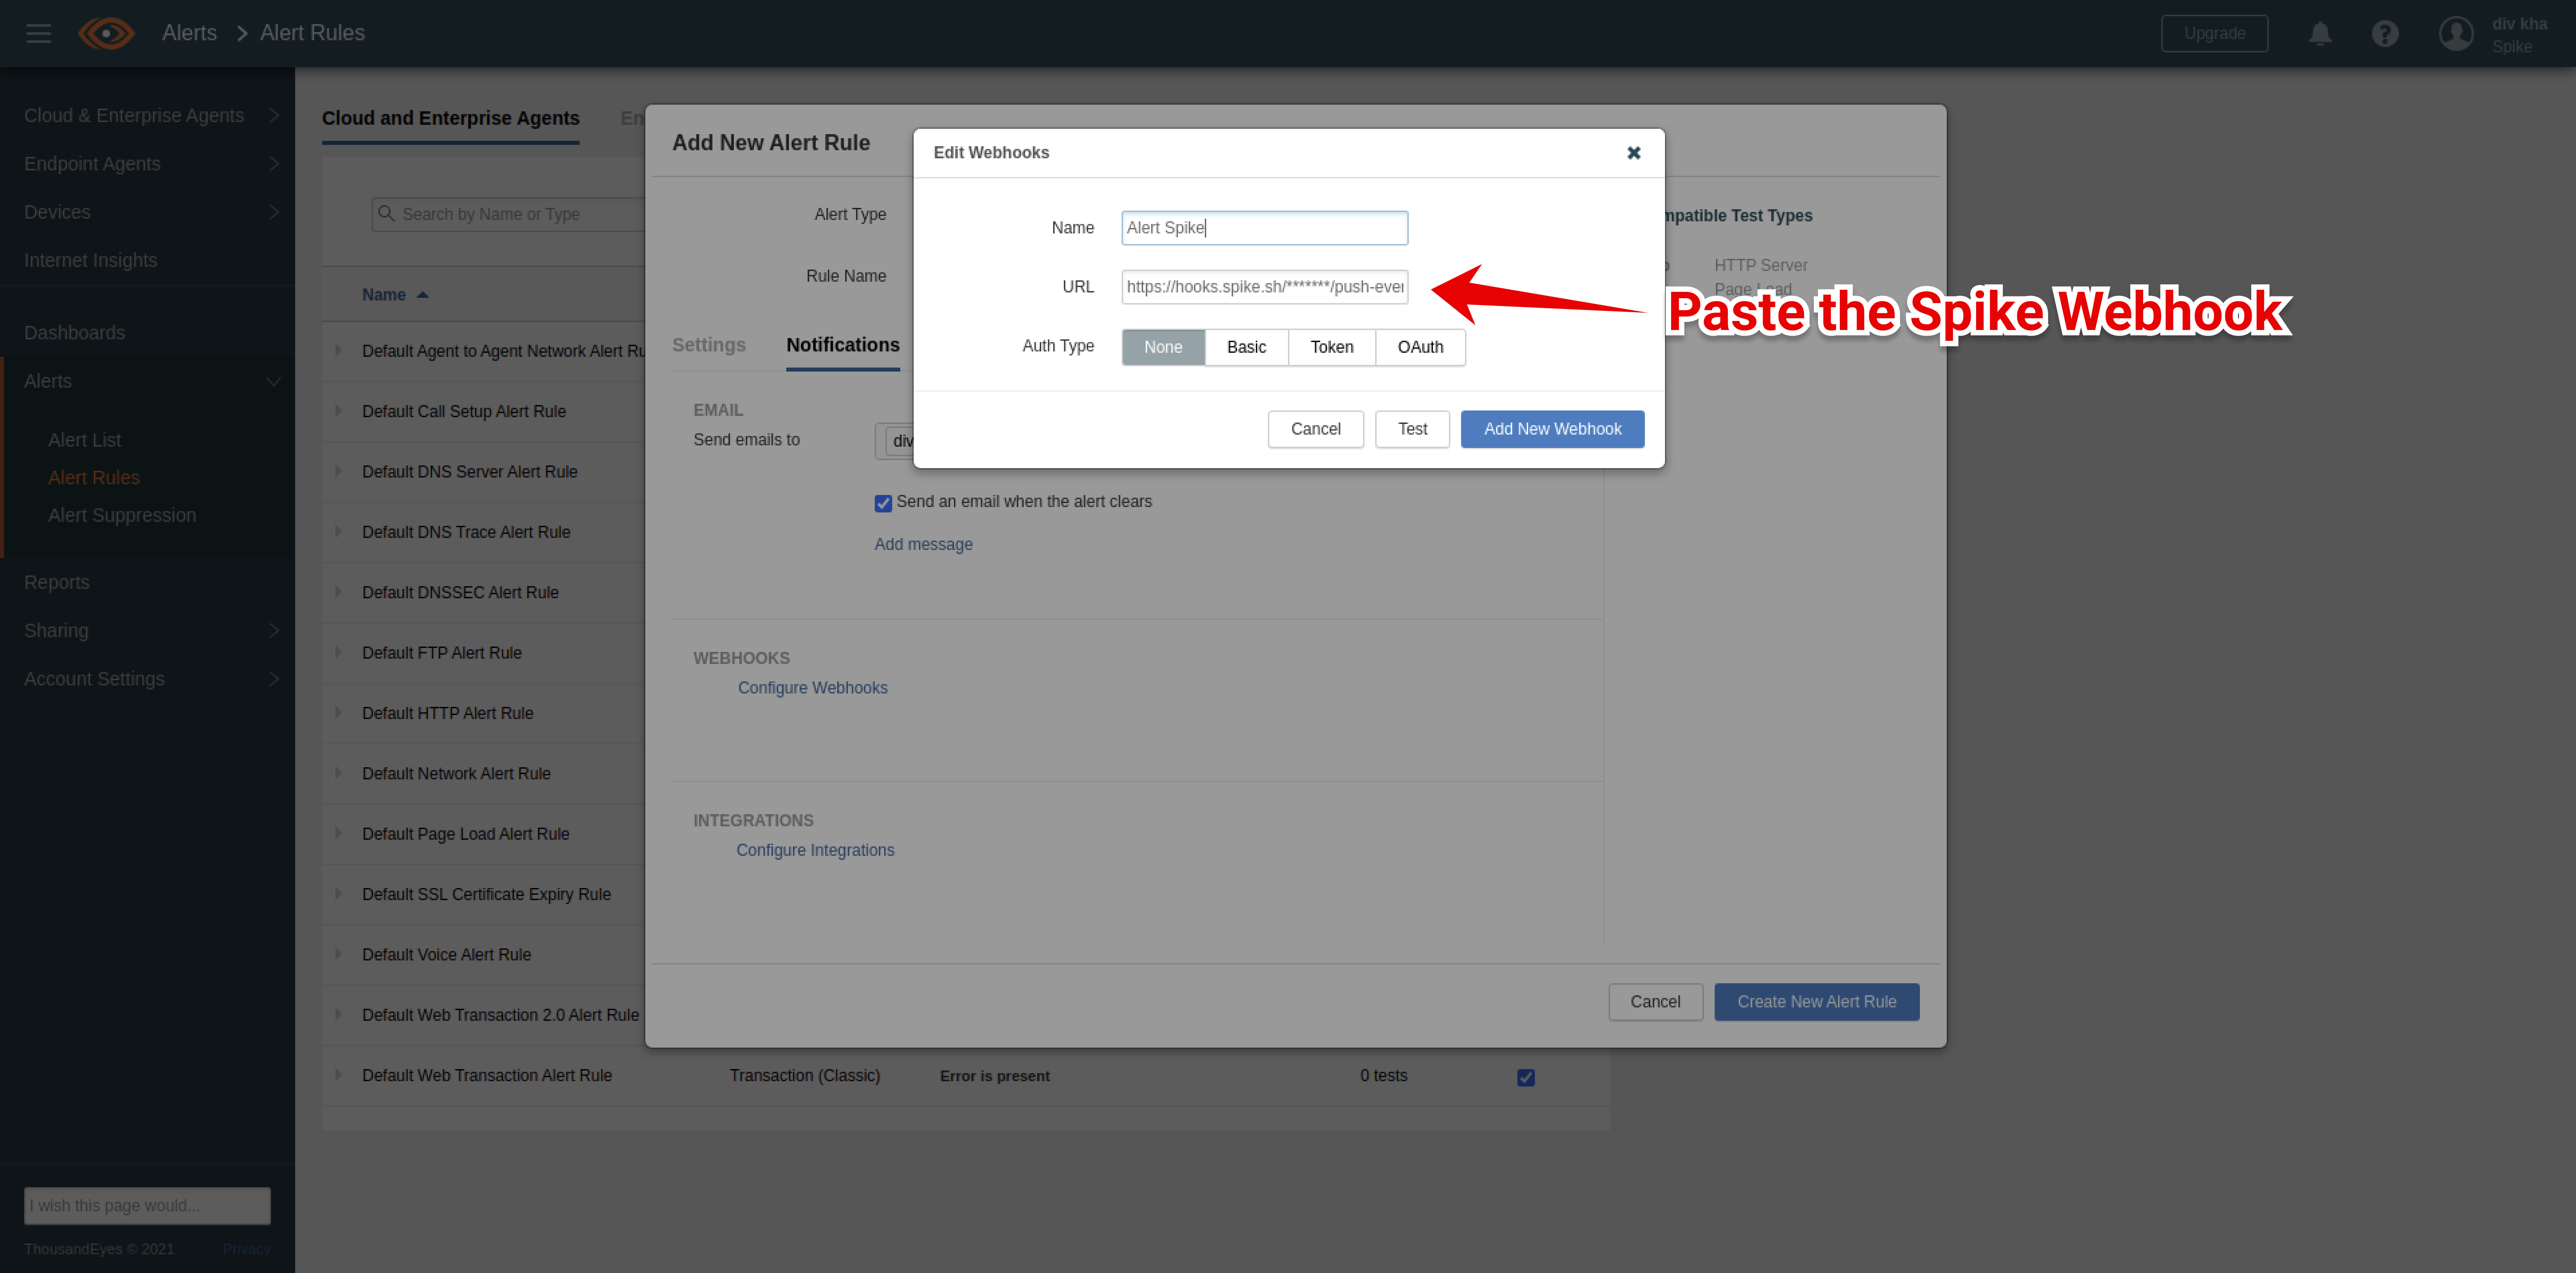 Alerts > Alert Rules
Upgrade
div kha
Spike
Cloud & Enterprise Agents
Endpoint Agents
Devices
Internet Insights
Dashboards
Alerts
Alert List
Alert Rules
Alert Suppression
Reports
Sharing
Account Settings
I wish this page would...
ThousandEyes © 2021 Privacy
Cloud and Enterprise Agents
Search by Name or Type
Name
Default Agent to Agent Network Alert Ru
Default Call Setup Alert Rule
Default DNS Server Alert Rule
Default DNS Trace Alert Rule
Default DNSSEC Alert Rule
Default FTP Alert Rule
Default HTTP Alert Rule
Default Network Alert Rule
Default Page Load Alert Rule
Default SSL Certificate Expiry Rule
Default Voice Alert Rule
Default Web Transaction 2.0 Alert Rule
Default Web Transaction Alert Rule Transaction (Classic) Error is present 0 tests
Add New Alert Rule
Alert Type
Rule Name
Settings Notifications
EMAIL
Send emails to div
Send an email when the alert clears
Add message
WEBHOOKS
Configure Webhooks
INTEGRATIONS
Configure Integrations
Cancel Create New Alert Rule
mpatible Test Types
HTTP Server
Page Load
Edit Webhooks
Name Alert Spike
URL https://hooks.spike.sh/*******/push-ever
Auth Type None Basic Token OAuth
Cancel Test Add New Webhook
Paste the Spike Webhook